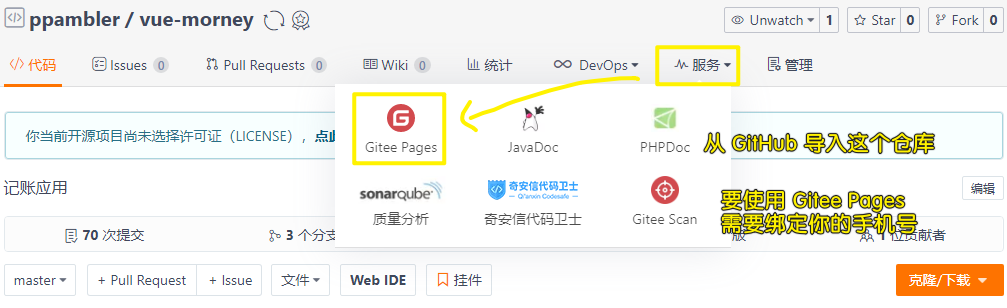 ppambler / vue-morney
Unwatch 1
Star 0
Fork 0
代码
Issues 0
Pull Requests 0
Wiki 0
统计
DevOps
服务
管理
你当前开源项目尚未选择许可证（LICENSE），点此
Gitee Pages
JavaDoc
PHPDoc
从 GitHub 导入这个仓库
sonarqube
奇安信代码卫士
Qi'anxin Codesafe
质量分析
奇安信代码卫士
Gitee Scan
要使用 Gitee Pages
需要绑定你的手机号
记账应用
编辑
70 次提交
3 个分支
1 位贡献者
master
+ Pull Request
+ Issue
文件
Web IDE
挂件
克隆/下载